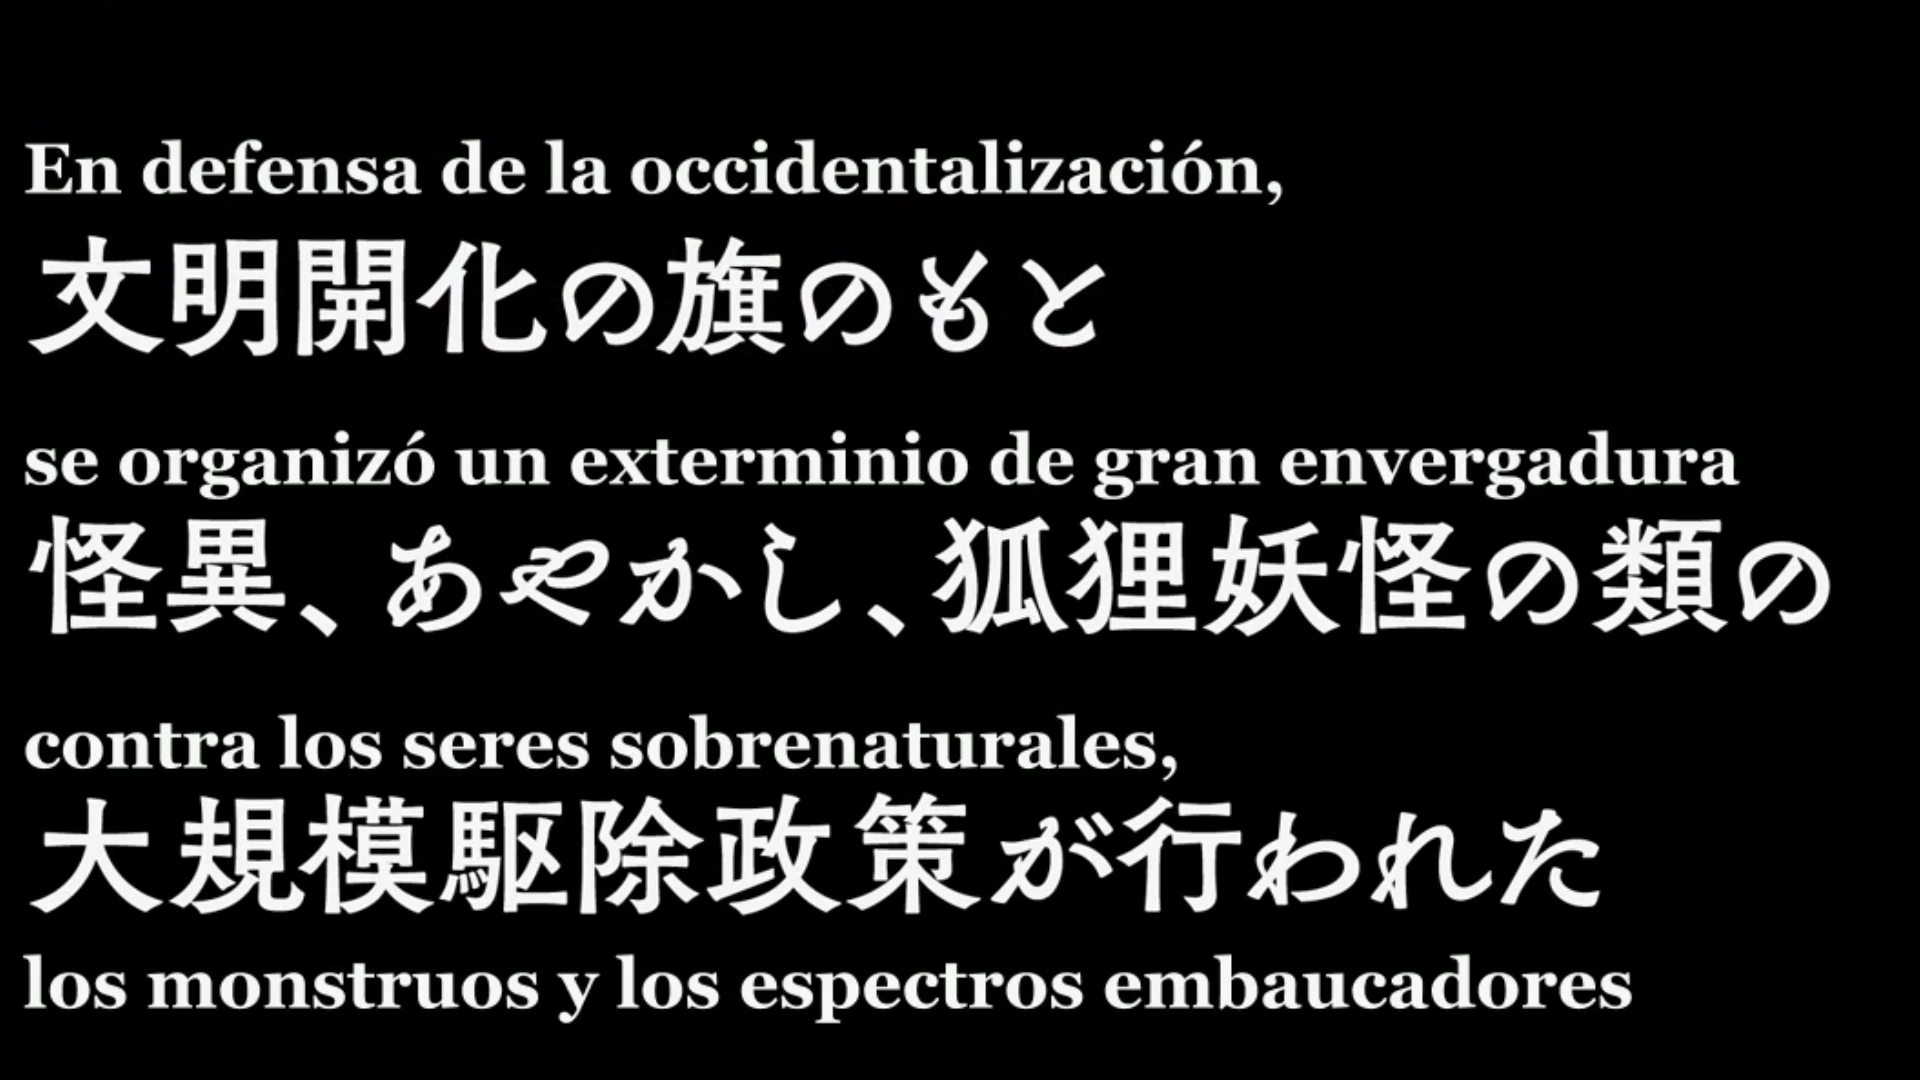 En defensa de la occidentalización,
文明開化の旗のもと
se organizó un exterminio de gran envergadura
怪異、あやかし、狐狸妖怪の類の
contra los seres sobrenaturales,
大規模駆除政策が行われた
los monstruos y los espectros embaucadores